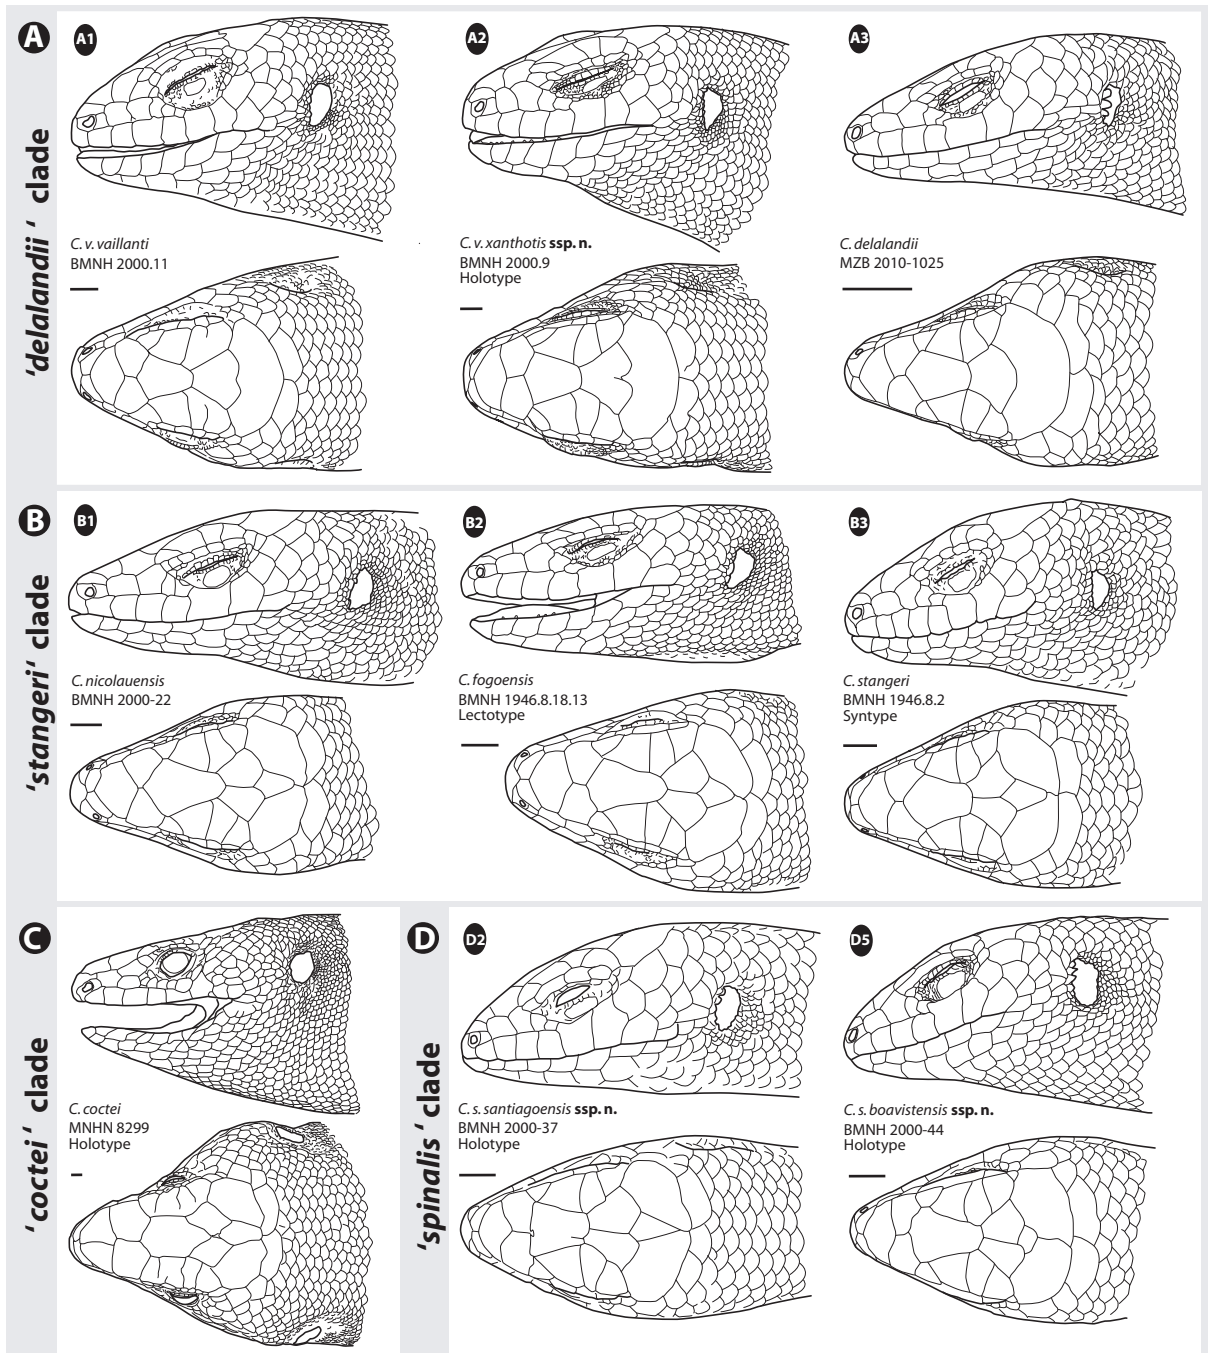 A
'delalandii' clade
A1
C. v. vaillanti
BMNH 2000.11
A2
C. v. xanthotis ssp. n.
BMNH 2000.9
Holotype
A3
C. delalandii
MZB 2010-1025
B
'stangeri' clade
B1
C. nicolauensis
BMNH 2000-22
B2
C. fogoensis
BMNH 1946.8.18.13
Lectotype
B3
C. stangeri
BMNH 1946.8.2
Syntype
C
'coctei' clade
C. coctei
MNHN 8299
Holotype
D
'spinalis' clade
D2
C. s. santiagoensis ssp. n.
BMNH 2000-37
Holotype
D5
C. s. boavistensis ssp. n.
BMNH 2000-44
Holotype